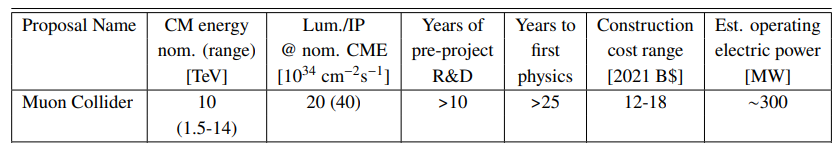 Proposal Name CM energy Lum./IP Years of Years to Construction Est. operating
nom. (range) @ nom. CME pre-project first cost range electric power
[TeV] [10³⁴ cm⁻²s⁻¹] R&D physics [2021 B$] [MW]
Muon Collider 10 20 (40) >10 >25 12-18 ~300
(1.5-14)